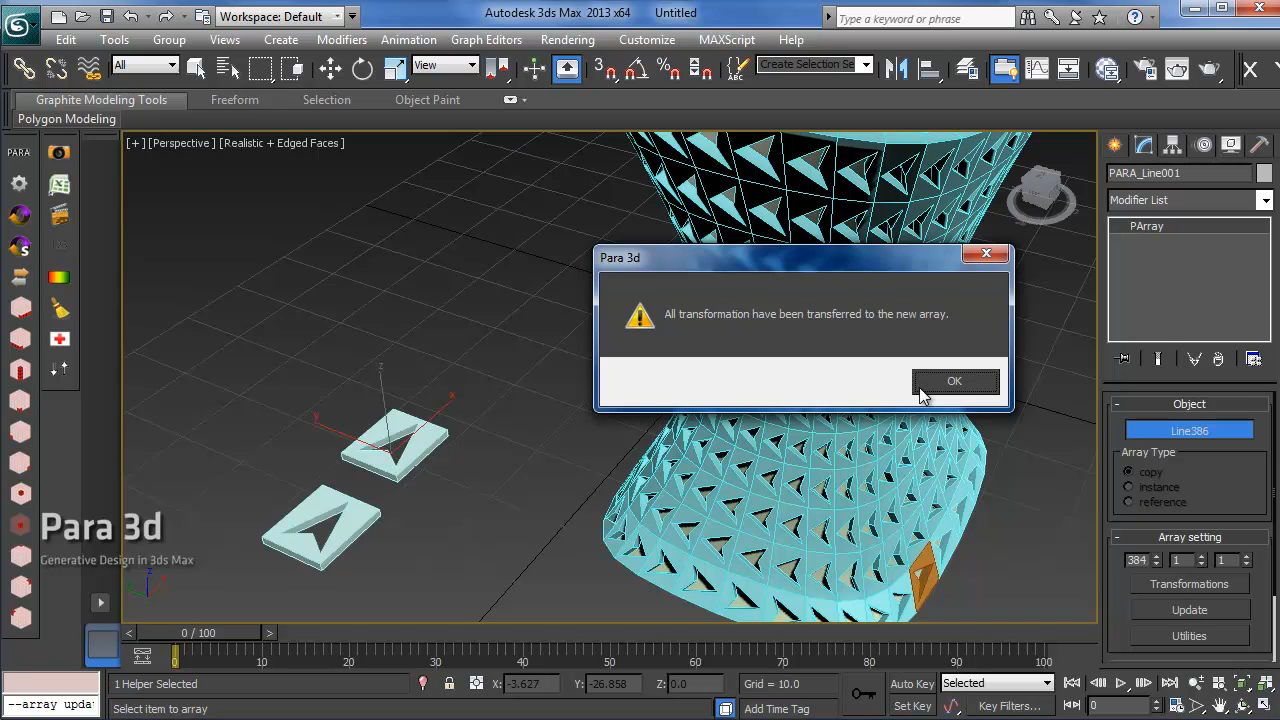 Workspace: Default
Autodesk 3ds Max 2013 x64
Untitled
Type a keyword or phrase
Edit
Tools
Group
Views
Create
Modifiers
Animation
Graph Editors
Rendering
Customize
MAXScript
Help
All
View
Create Selection Se
Graphite Modeling Tools
Freeform
Selection
Object Paint
Polygon Modeling
PARA
[+] [Perspective ] [Realistic + Edged Faces ]
PARA_Line001
Modifier List
PArray
Para 3d
All transformation have been transferred to the new array.
OK
z
x
y
Object
Line386
Array Type
copy
instance
reference
Array setting
384
1
1
Transformations
Update
Utilities
Para 3d
Generative Design in 3ds Max
0 / 100
0
10
20
30
40
50
60
70
80
90
100
1 Helper Selected
X: -3.627
Y: -26.858
Z: 0.0
Grid = 10.0
Auto Key
Selected
--array upda
Select item to array
Add Time Tag
Set Key
Key Filters...
0